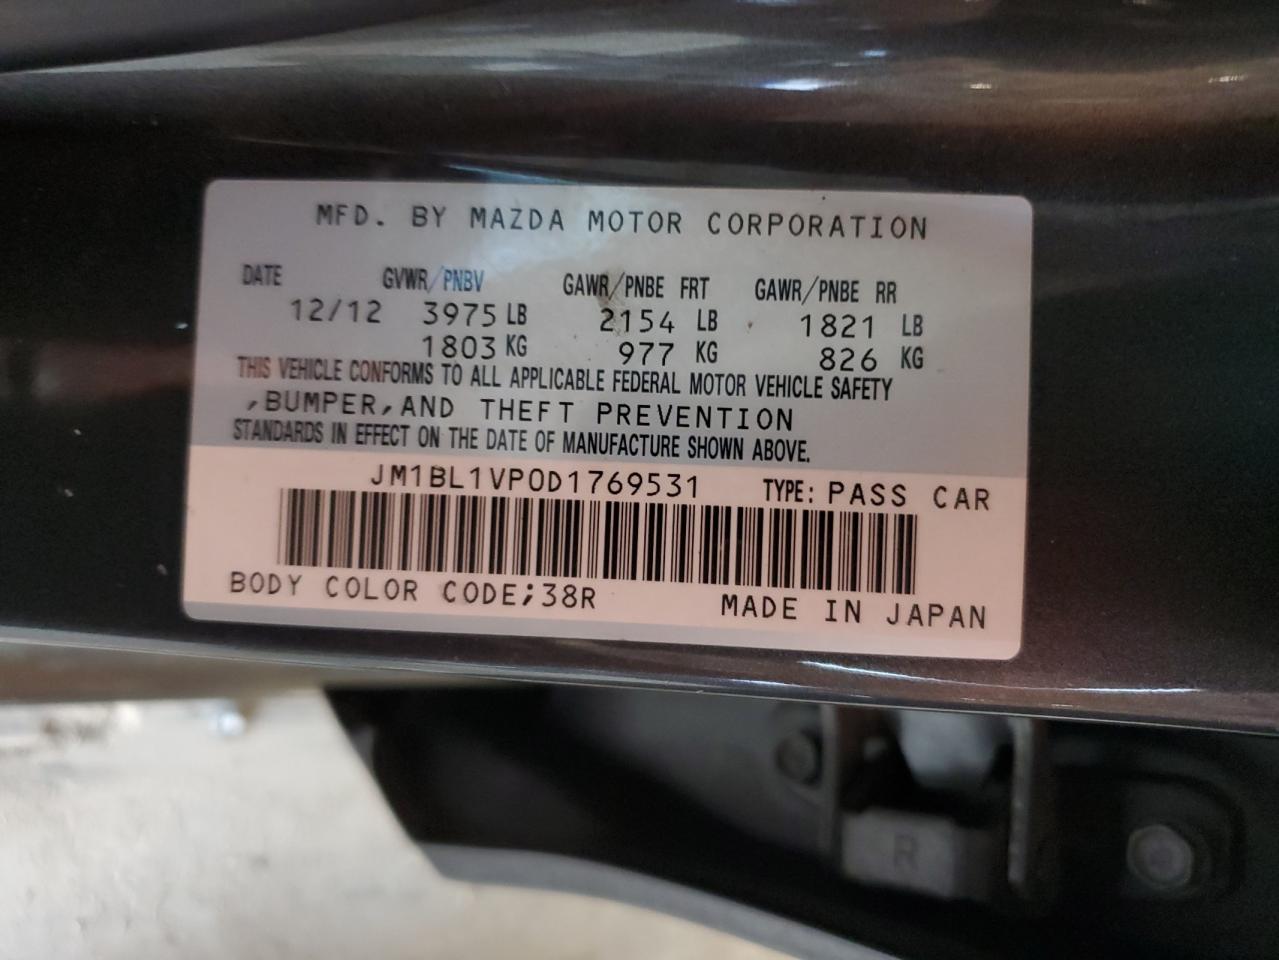 MFD. BY MAZDA MOTOR CORPORATION
DATE GVWR/PNBV GAWR/PNBE FRT GAWR/PNBE RR
12/12 3975 LB 2154 LB 1821 LB
1803 KG 977 KG 826 KG
THIS VEHICLE CONFORMS TO ALL APPLICABLE FEDERAL MOTOR VEHICLE SAFETY
,BUMPER,AND THEFT PREVENTION
STANDARDS IN EFFECT ON THE DATE OF MANUFACTURE SHOWN ABOVE.
JM1BL1VP0D1769531 TYPE: PASS CAR
BODY COLOR CODE;38R MADE IN JAPAN
R